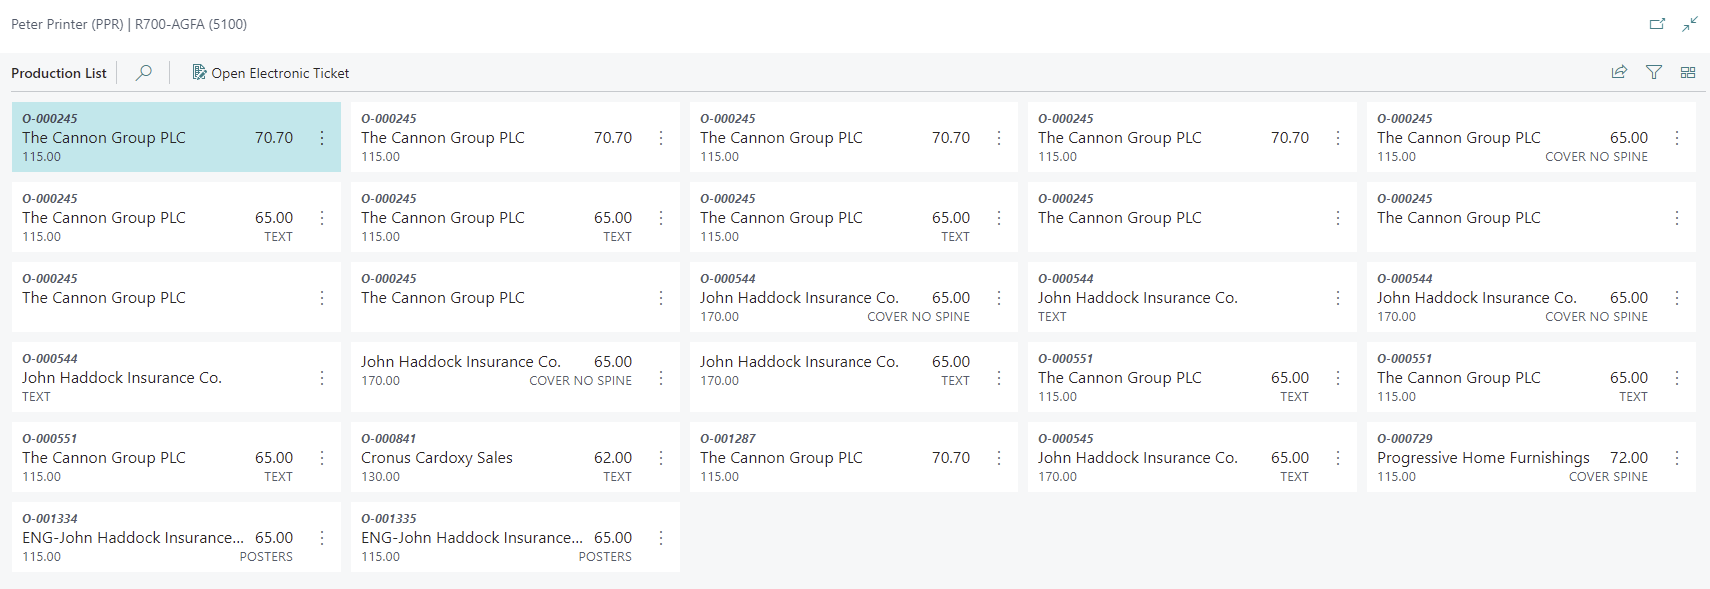 Peter Printer (PPR) | R700-AGFA (5100)
Production List
Open Electronic Ticket
O-000245
The Cannon Group PLC 70.70
115.00
O-000245
The Cannon Group PLC 70.70
115.00
O-000245
The Cannon Group PLC 70.70
115.00
O-000245
The Cannon Group PLC 70.70
115.00
O-000245
The Cannon Group PLC 65.00
115.00 COVER NO SPINE
O-000245
The Cannon Group PLC 65.00
115.00 TEXT
O-000245
The Cannon Group PLC 65.00
115.00 TEXT
O-000245
The Cannon Group PLC 65.00
115.00 TEXT
O-000245
The Cannon Group PLC
O-000245
The Cannon Group PLC
O-000245
The Cannon Group PLC
O-000245
The Cannon Group PLC
O-000544
John Haddock Insurance Co. 65.00
170.00 COVER NO SPINE
O-000544
John Haddock Insurance Co.
TEXT
O-000544
John Haddock Insurance Co. 65.00
170.00 COVER NO SPINE
O-000544
John Haddock Insurance Co.
TEXT
John Haddock Insurance Co. 65.00
170.00 COVER NO SPINE
John Haddock Insurance Co. 65.00
170.00 TEXT
O-000551
The Cannon Group PLC 65.00
115.00 TEXT
O-000551
The Cannon Group PLC 65.00
115.00 TEXT
O-000551
The Cannon Group PLC 65.00
115.00 TEXT
O-000841
Cronus Cardoxy Sales 62.00
130.00 TEXT
O-001287
The Cannon Group PLC 70.70
115.00
O-000545
John Haddock Insurance Co. 65.00
170.00 TEXT
O-000729
Progressive Home Furnishings 72.00
115.00 COVER SPINE
O-001334
ENG-John Haddock Insurance... 65.00
115.00 POSTERS
O-001335
ENG-John Haddock Insurance... 65.00
115.00 POSTERS